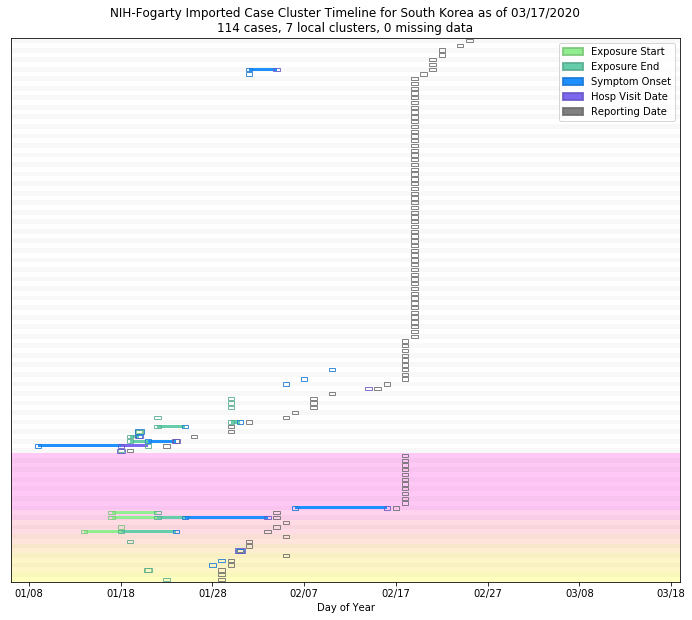 NIH-Fogarty Imported Case Cluster Timeline for South Korea as of 03/17/2020
114 cases, 7 local clusters, 0 missing data
Exposure Start
Exposure End
Symptom Onset
Hosp Visit Date
Reporting Date
01/08 01/18 01/28 02/07 02/17 02/27 03/08 03/18
Day of Year